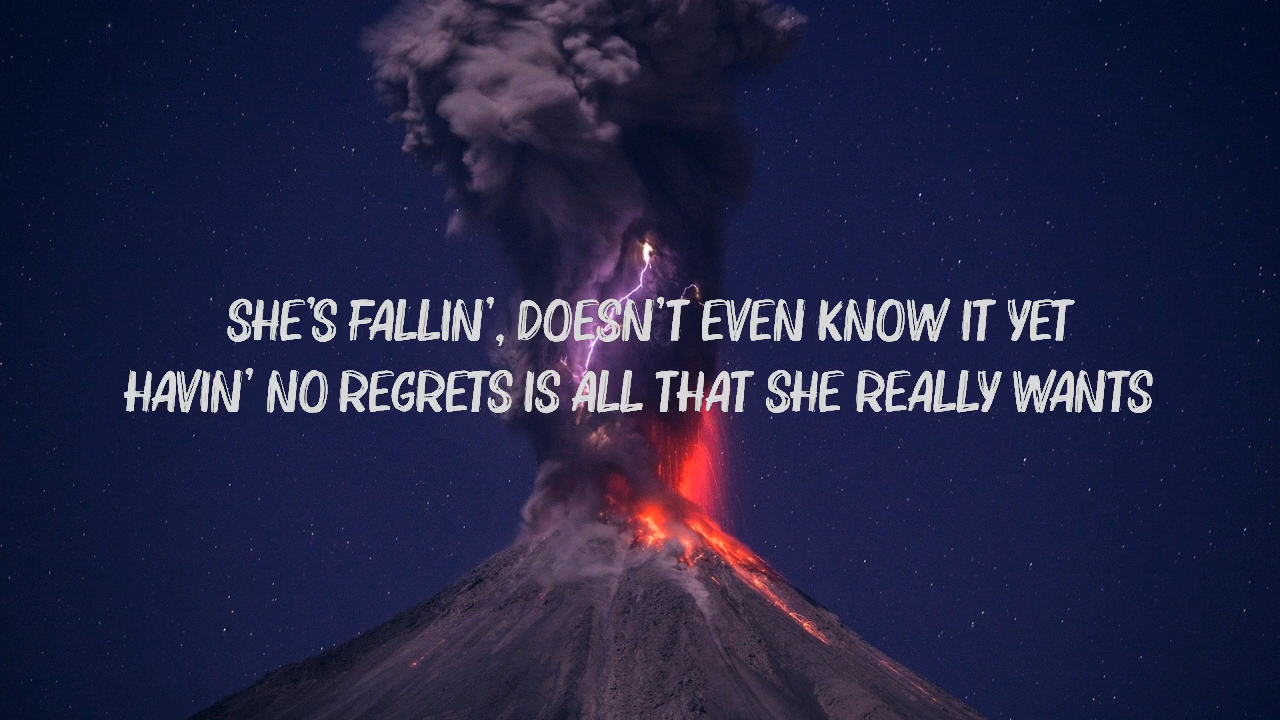 SHE'S FALLIN', DOESN'T EVEN KNOW IT YET
HAVIN' NO REGRETS IS ALL THAT SHE REALLY WANTS